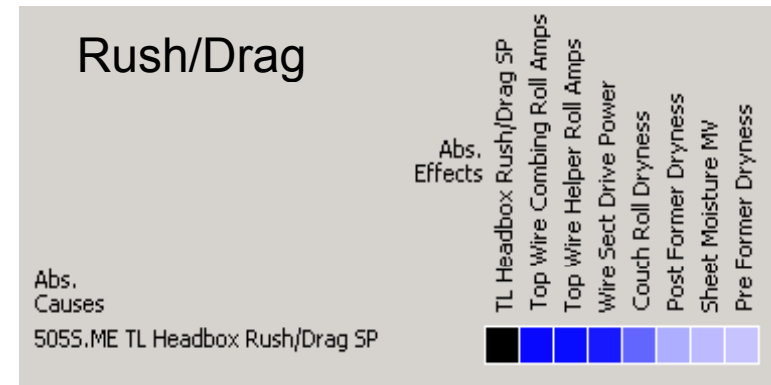 Rush/Drag
Abs.
Effects
TL Headbox Rush/Drag SP
Top Wire Combing Roll Amps
Top Wire Helper Roll Amps
Wire Sect Drive Power
Couch Roll Dryness
Post Former Dryness
Sheet Moisture MV
Pre Former Dryness
Abs.
Causes
505S.ME TL Headbox Rush/Drag SP